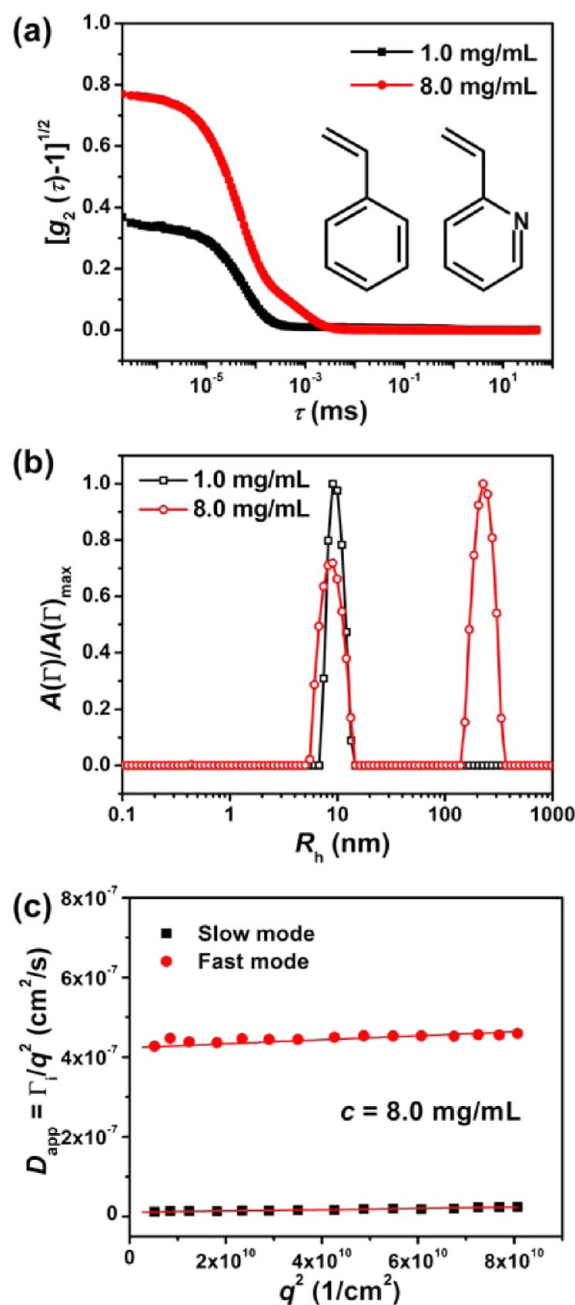 (a)
1.0
0.8
0.6
0.4
0.2
0.0
[g₂ (τ)-1]^1/2
1.0 mg/mL
8.0 mg/mL
N
10⁻⁵ 10⁻³ 10⁻¹ 10¹
τ (ms)
(b)
1.0
0.8
0.6
0.4
0.2
0.0
A(Γ)/A(Γ)max
1.0 mg/mL
8.0 mg/mL
0.1 1 10 100 1000
Rh (nm)
(c)
8x10⁻⁷
6x10⁻⁷
4x10⁻⁷
2x10⁻⁷
0
Dapp = Γi/q² (cm²/s)
Slow mode
Fast mode
c = 8.0 mg/mL
0 2x10¹⁰ 4x10¹⁰ 6x10¹⁰ 8x10¹⁰
q² (1/cm²)